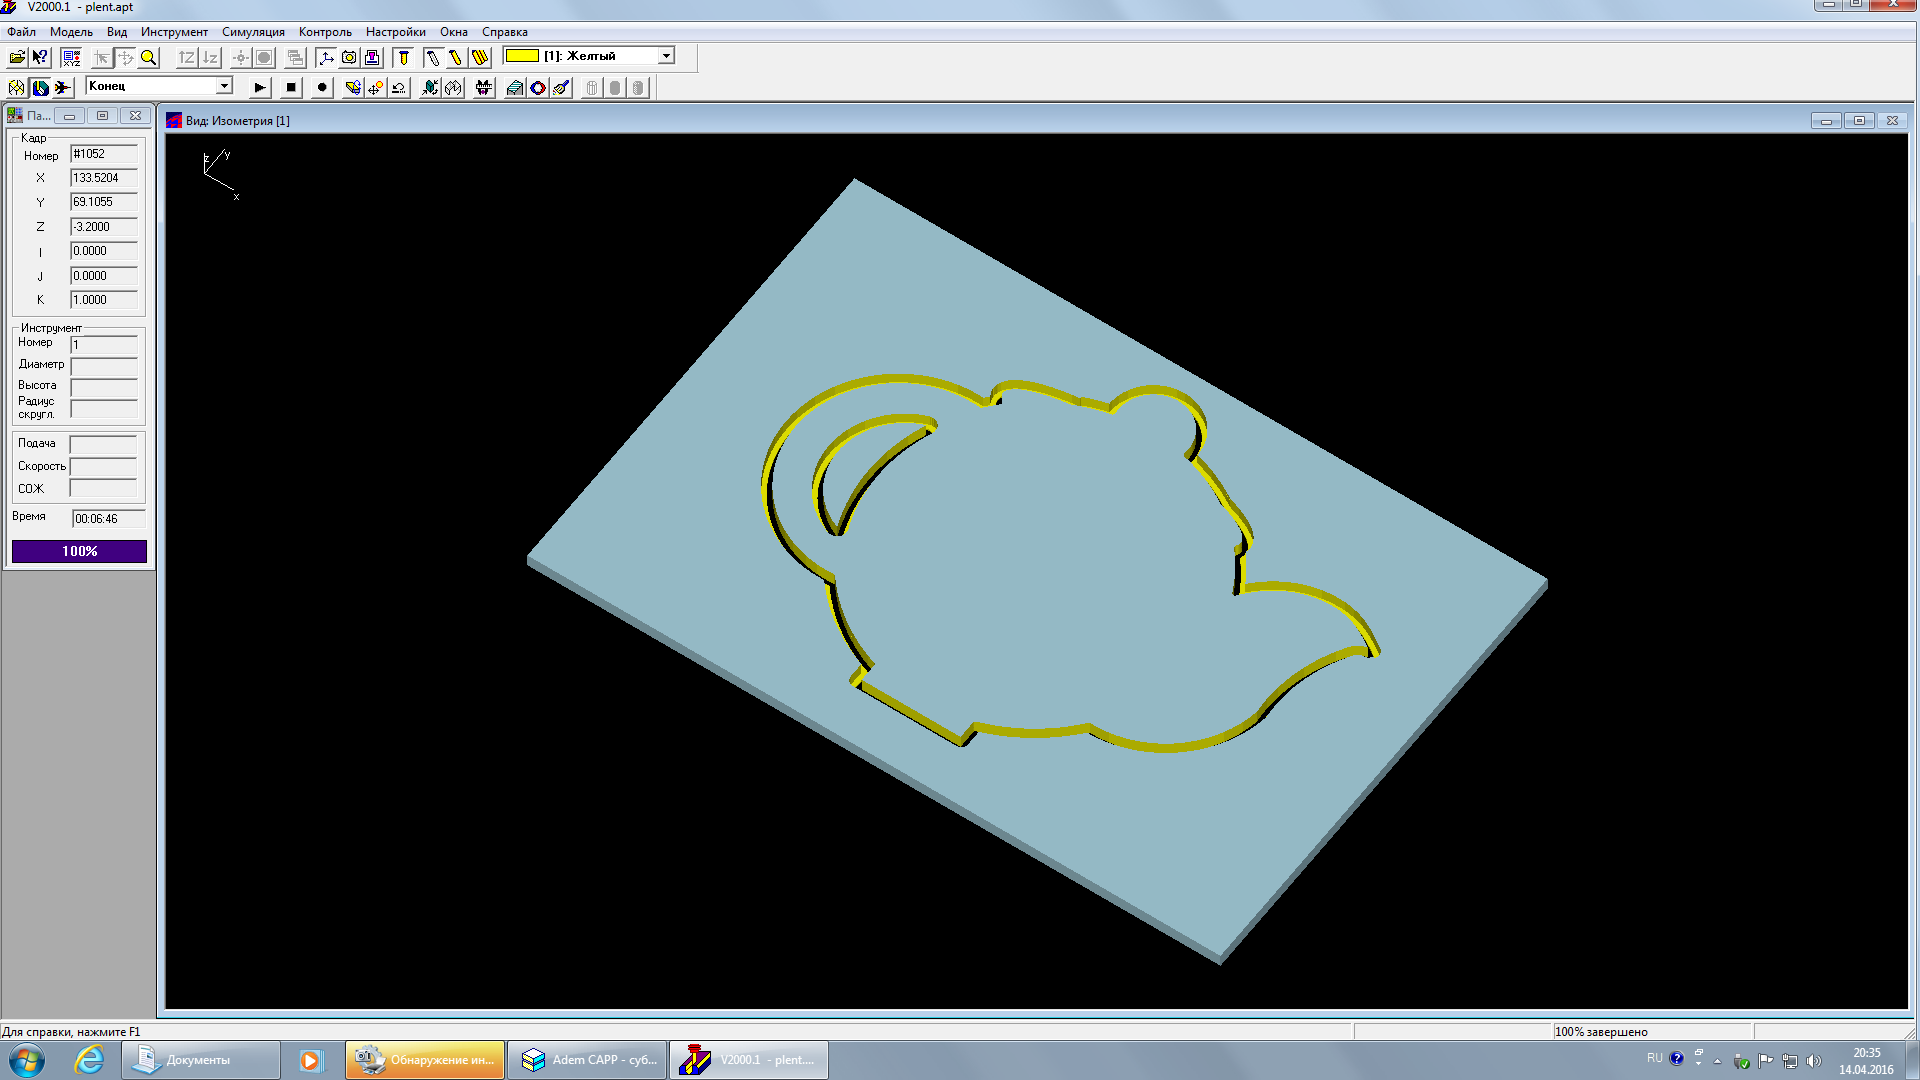 V2000.1 - plent.apt
Файл Модель Вид Инструмент Симуляция Контроль Настройки Окна Справка
[1]: Желтый
Конец
Па...
Вид: Изометрия [1]
Кадр
Номер #1052
X 133.5204
Y 69.1055
Z -3.2000
I 0.0000
J 0.0000
K 1.0000
Инструмент
Номер 1
Диаметр
Высота
Радиус
скругл.
Подача
Скорость
СОЖ
Время 00:06:46
100%
z y
x
Для справки, нажмите F1
100% завершено
Документы
Обнаружение ин...
Adem CAPP - суб...
V2000.1 - plent....
RU
20:35
14.04.2016